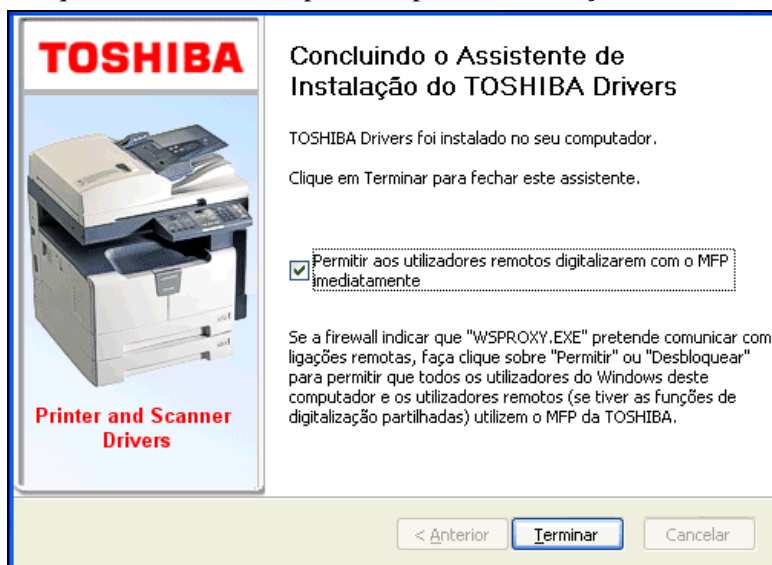 TOSHIBA
Printer and Scanner
Drivers
Concluindo o Assistente de
Instalação do TOSHIBA Drivers
TOSHIBA Drivers foi instalado no seu computador.
Clique em Terminar para fechar este assistente.
Permitir aos utilizadores remotos digitalizarem com o MFP
imediatamente
Se a firewall indicar que "WSPROXY.EXE" pretende comunicar com
ligações remotas, faça clique sobre "Permitir" ou "Desbloquear"
para permitir que todos os utilizadores do Windows deste
computador e os utilizadores remotos (se tiver as funções de
digitalização partilhadas) utilizem o MFP da TOSHIBA.
< Anterior
Terminar
Cancelar